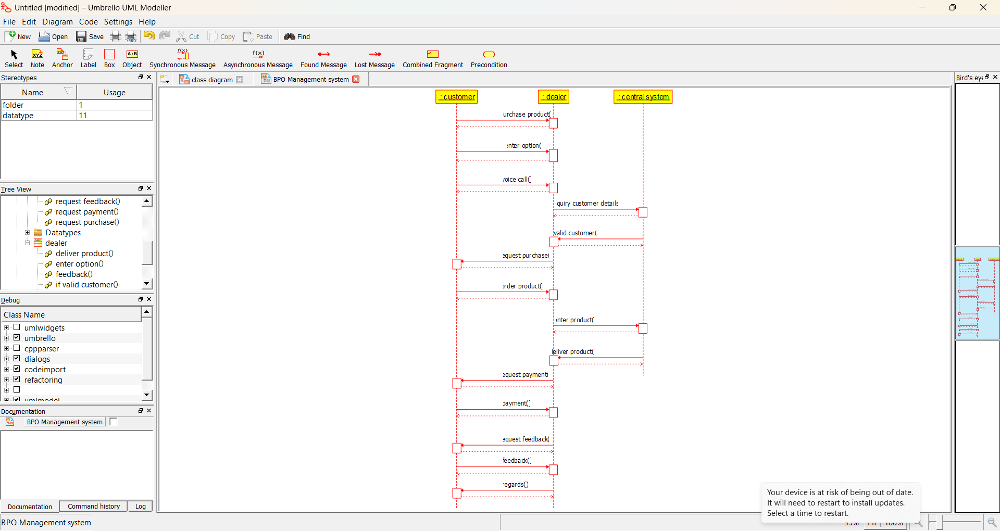 Untitled [modified] – Umbrello UML Modeller
File Edit Diagram Code Settings Help
New Open Save Cut Copy Paste Find
Select Note Anchor Label Box Object Synchronous Message Asynchronous Message Found Message Lost Message Combined Fragment Precondition
Stereotypes
Name Usage
folder 1
datatype 11
Tree View
request feedback()
request payment()
request purchase()
Datatypes
dealer
deliver product()
enter option()
feedback()
if valid customer()
Debug
Class Name
umlwidgets
umbrello
cppparser
dialogs
codeimport
refactoring
umlmodel
Documentation
BPO Management system
Documentation Command history Log
BPO Management system
class diagram
BPO Management system
: customer : dealer : central system
urchase product(
nter option(
voice call()
quiry customer details
valid customer(
equest purchase(
order product(
enter product(
deliver product(
equest payment(
payment()
equest feedback(
feedback()
regards()
Bird's eye
Your device is at risk of being out of date.
It will need to restart to install updates.
Select a time to restart.
95% Fit 100%